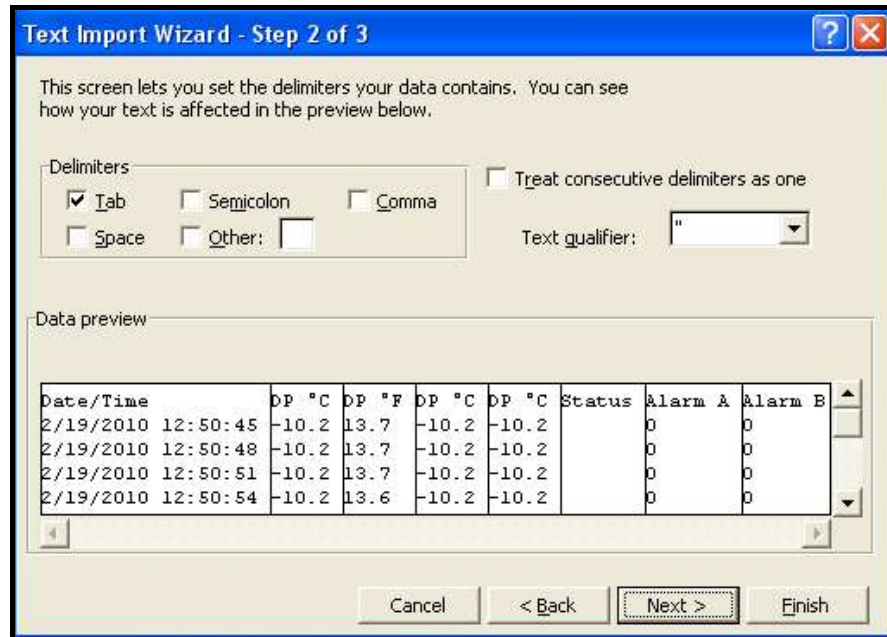 Text Import Wizard - Step 2 of 3
This screen lets you set the delimiters your data contains. You can see
how your text is affected in the preview below.
Delimiters
Tab Semicolon Comma
Space Other:
Treat consecutive delimiters as one
Text qualifier: "
Data preview
Date/Time DP °C DP °F DP °C DP °C Status Alarm A Alarm B
2/19/2010 12:50:45 -10.2 13.7 -10.2 -10.2 0 0
2/19/2010 12:50:48 -10.2 13.7 -10.2 -10.2 0 0
2/19/2010 12:50:51 -10.2 13.7 -10.2 -10.2 0 0
2/19/2010 12:50:54 -10.2 13.6 -10.2 -10.2 0 0
Cancel < Back Next > Finish